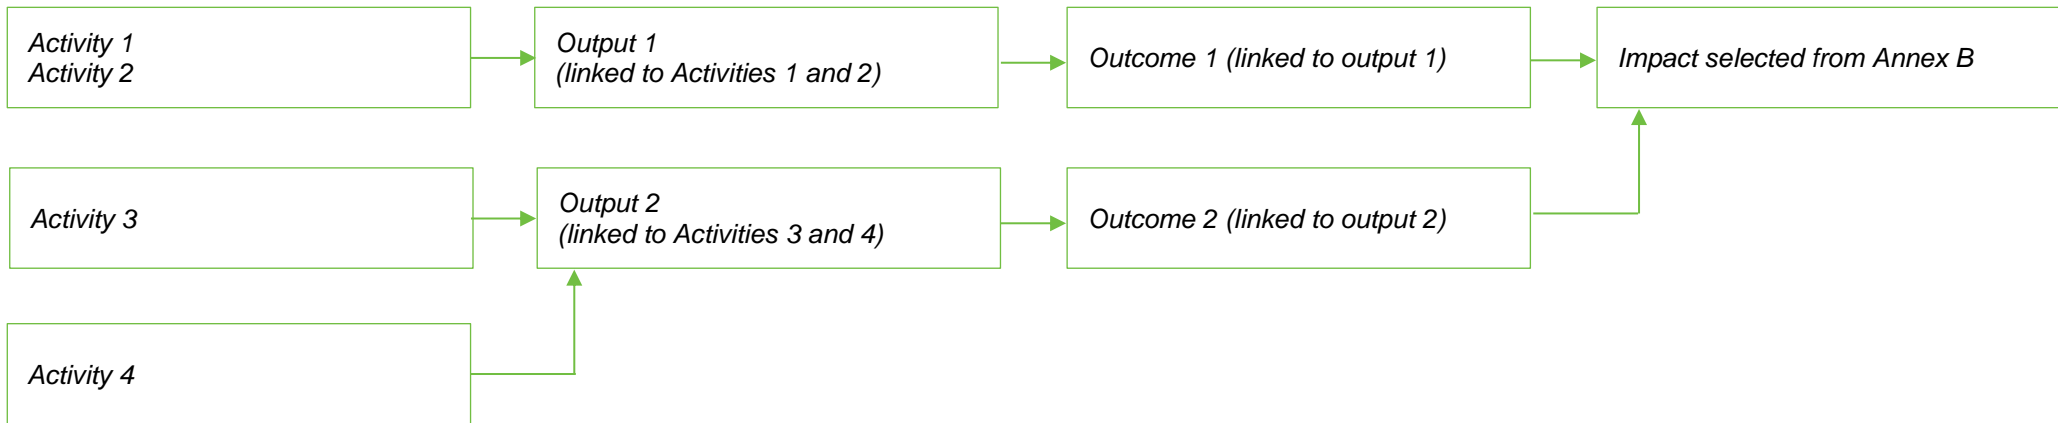 Activity 1
Activity 2
Output 1
(linked to Activities 1 and 2)
Outcome 1 (linked to output 1)
Impact selected from Annex B
Activity 3
Output 2
(linked to Activities 3 and 4)
Outcome 2 (linked to output 2)
Activity 4